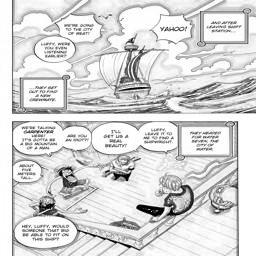 WE'RE GOING
TO THE CITY
OF MEAT!
LUFFY, WERE
YOU EVEN
LISTENING
EARLIER?
YAHOO!
AND AFTER
LEAVING SHIFT
STATION...
...THEY SET
OUT TO FIND
A NEW
CREWMATE.
WE'RE TALKING
CARPENTER
HERE!
IT'S GOTTA BE
A BIG MOUNTAIN
OF A MAN.
ARE YOU
AN IDIOT?!
I'LL
GET US A
REAL
BEAUTY!
LUFFY,
LEAVE IT TO
ME TO FIND A
SHIPWRIGHT.
THEY HEADED
FOR WATER
SEVEN, THE
CITY OF
WATER.
ABOUT
FIVE
METERS
TALL...
HEY, LUFFY, WOULD
SOMEONE THAT BIG
BE ABLE TO FIT ON
THIS SHIP?